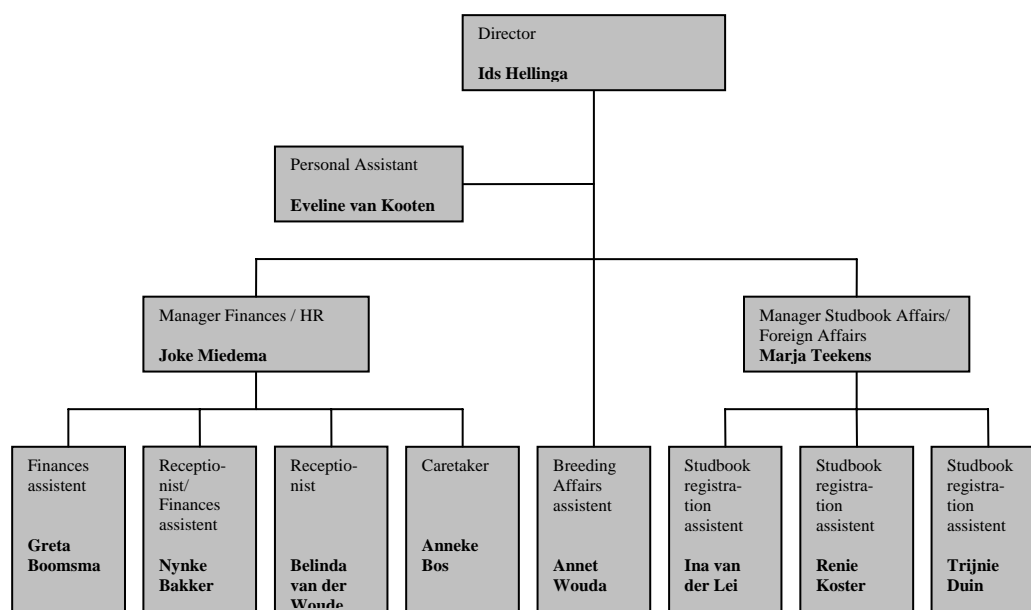 Director
Ids Hellinga
Personal Assistant
Eveline van Kooten
Manager Finances / HR
Joke Miedema
Manager Studbook Affairs/
Foreign Affairs
Marja Teekens
Finances
assistent
Greta
Boomsma
Receptio-
nist/
Finances
assistent
Nynke
Bakker
Receptio-
nist
Belinda
van der
Woude
Caretaker
Anneke
Bos
Breeding
Affairs
assistent
Annet
Wouda
Studbook
registra-
tion
assistent
Ina van
der Lei
Studbook
registra-
tion
assistent
Renie
Koster
Studbook
registra-
tion
assistent
Trijnie
Duin